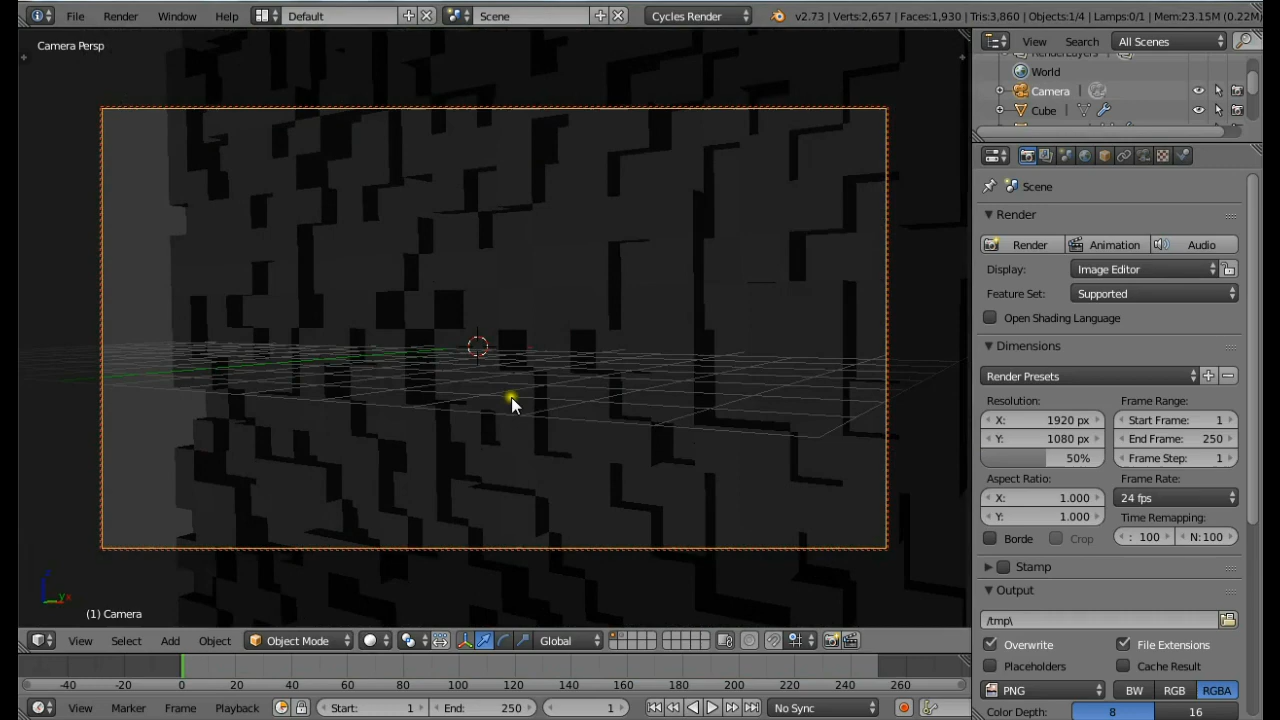 File Render Window Help Default Scene Cycles Render v2.73 | Verts:2,657 | Faces:1,930 | Tris:3,860 | Objects:1/4 | Lamps:0/1 | Mem:23.15M (0.22M)
Camera Persp
View Search All Scenes
RenderLayers
World
Camera
Cube
Scene
Render
Render Animation Audio
Display: Image Editor
Feature Set: Supported
Open Shading Language
Dimensions
Render Presets
Resolution: Frame Range:
X: 1920 px Start Frame: 1
Y: 1080 px End Frame: 250
50% Frame Step: 1
Aspect Ratio: Frame Rate:
X: 1.000 24 fps
Y: 1.000 Time Remapping:
Borde Crop : 100 N:100
Stamp
Output
/tmp\
Overwrite File Extensions
Placeholders Cache Result
PNG BW RGB RGBA
Color Depth: 8 16
(1) Camera
View Select Add Object Object Mode Global
-40 -20 0 20 40 60 80 100 120 140 160 180 200 220 240 260
View Marker Frame Playback Start: 1 End: 250 1 No Sync